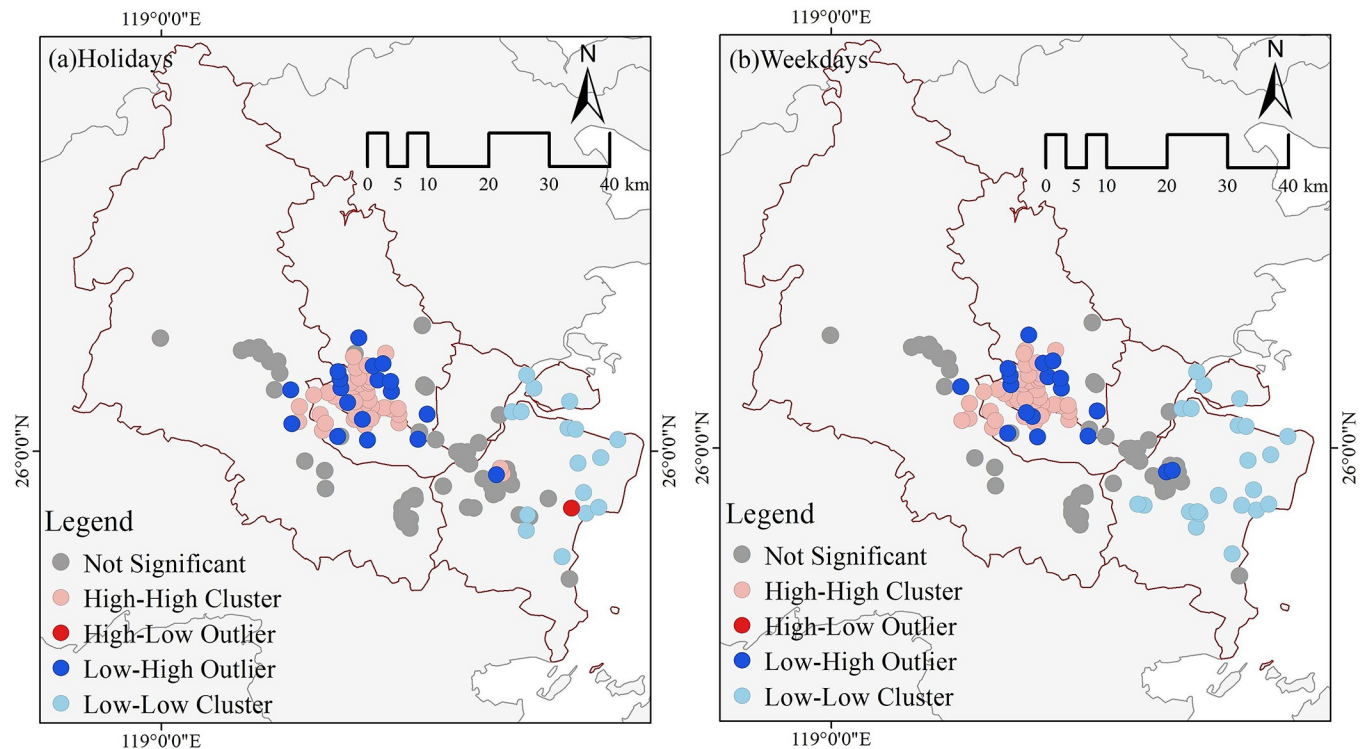 119°0'0"E
(a)Holidays
N
0 5 10 20 30 40 km
26°0'0"N
26°0'0"N
Legend
Not Significant
High-High Cluster
High-Low Outlier
Low-High Outlier
Low-Low Cluster
119°0'0"E
119°0'0"E
(b)Weekdays
N
0 5 10 20 30 40 km
26°0'0"N
26°0'0"N
Legend
Not Significant
High-High Cluster
High-Low Outlier
Low-High Outlier
Low-Low Cluster
119°0'0"E